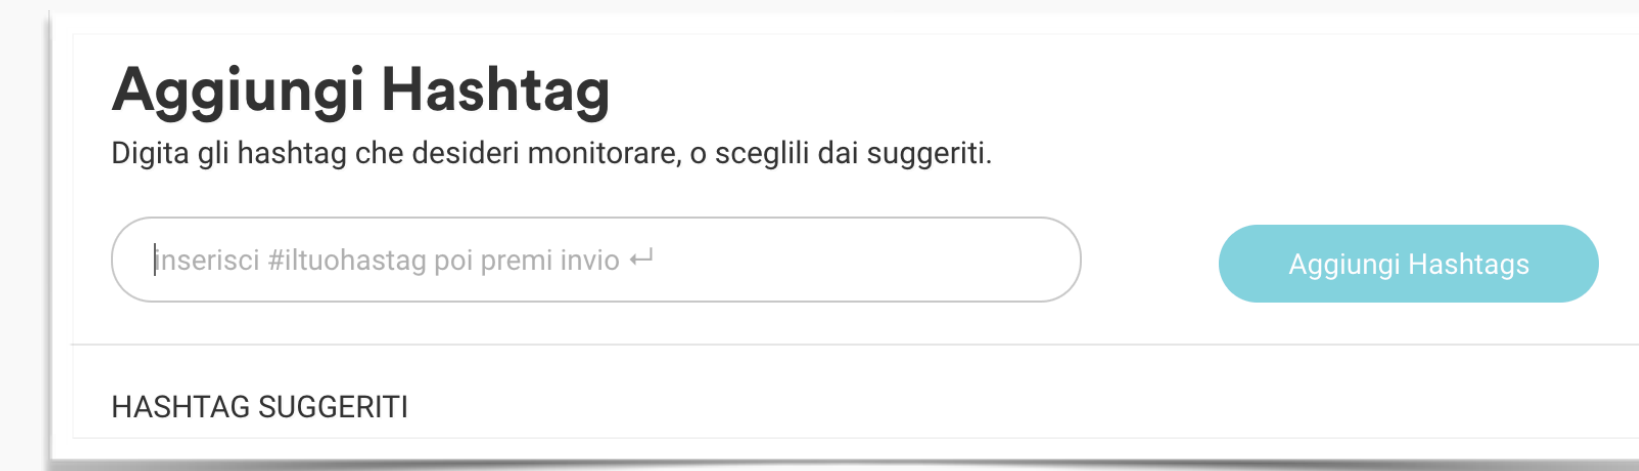 Aggiungi Hashtag
Digita gli hashtag che desideri monitorare, o sceglili dai suggeriti.
inserisci #iltuohastag poi premi invio ↵
Aggiungi Hashtags
HASHTAG SUGGERITI